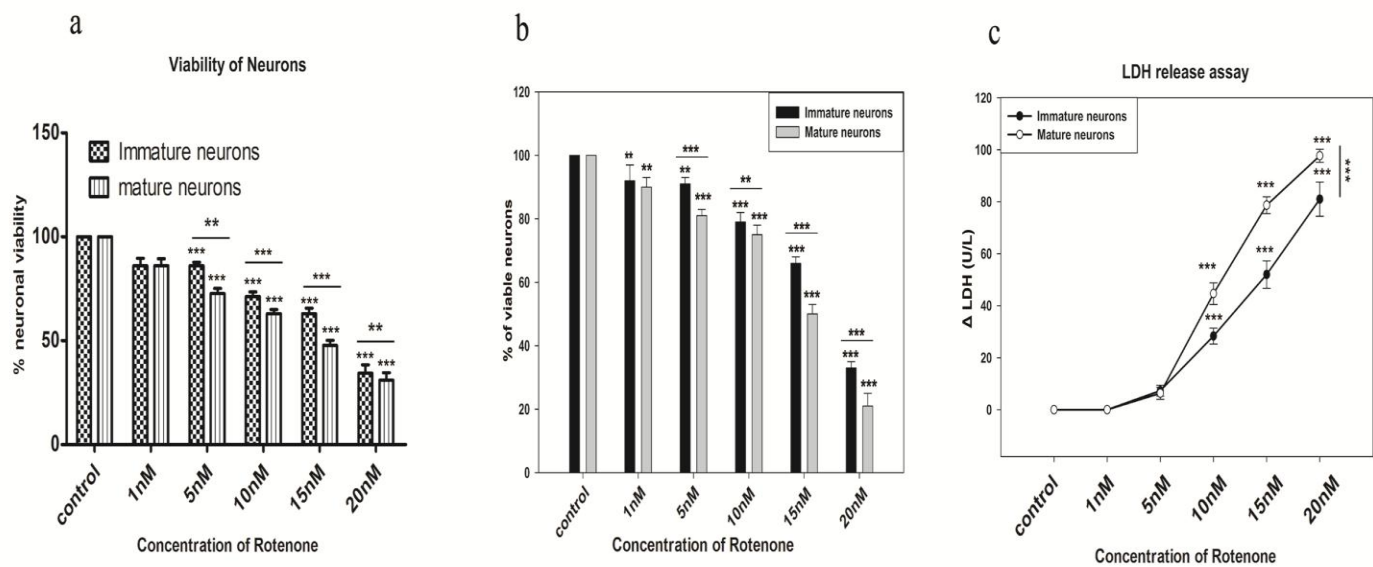 a
Viability of Neurons
150
100
50
0
% neuronal viability
Immature neurons
mature neurons
**
***
***
***
***
***
***
***
***
**
***
***
control
1nM
5nM
10nM
15nM
20nM
Concentration of Rotenone
b
120
100
80
60
40
20
0
% of viable neurons
Immature neurons
Mature neurons
**
**
***
**
***
**
***
***
***
***
***
***
***
***
control
1nM
5nM
10nM
15nM
20nM
Concentration of Rotenone
c
LDH release assay
120
100
80
60
40
20
0
Δ LDH (U/L)
Immature neurons
Mature neurons
***
***
***
***
***
***
***
control
1nM
5nM
10nM
15nM
20nM
Concentration of Rotenone